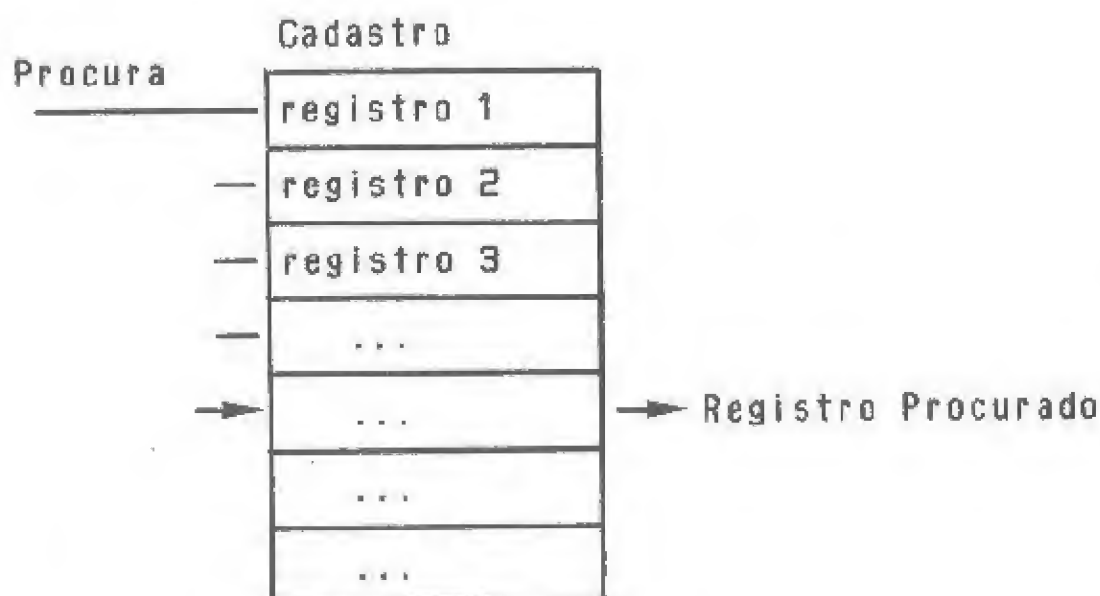 Cadastro
Procura
registro 1
registro 2
registro 3
...
...
...
...
Registro Procurado